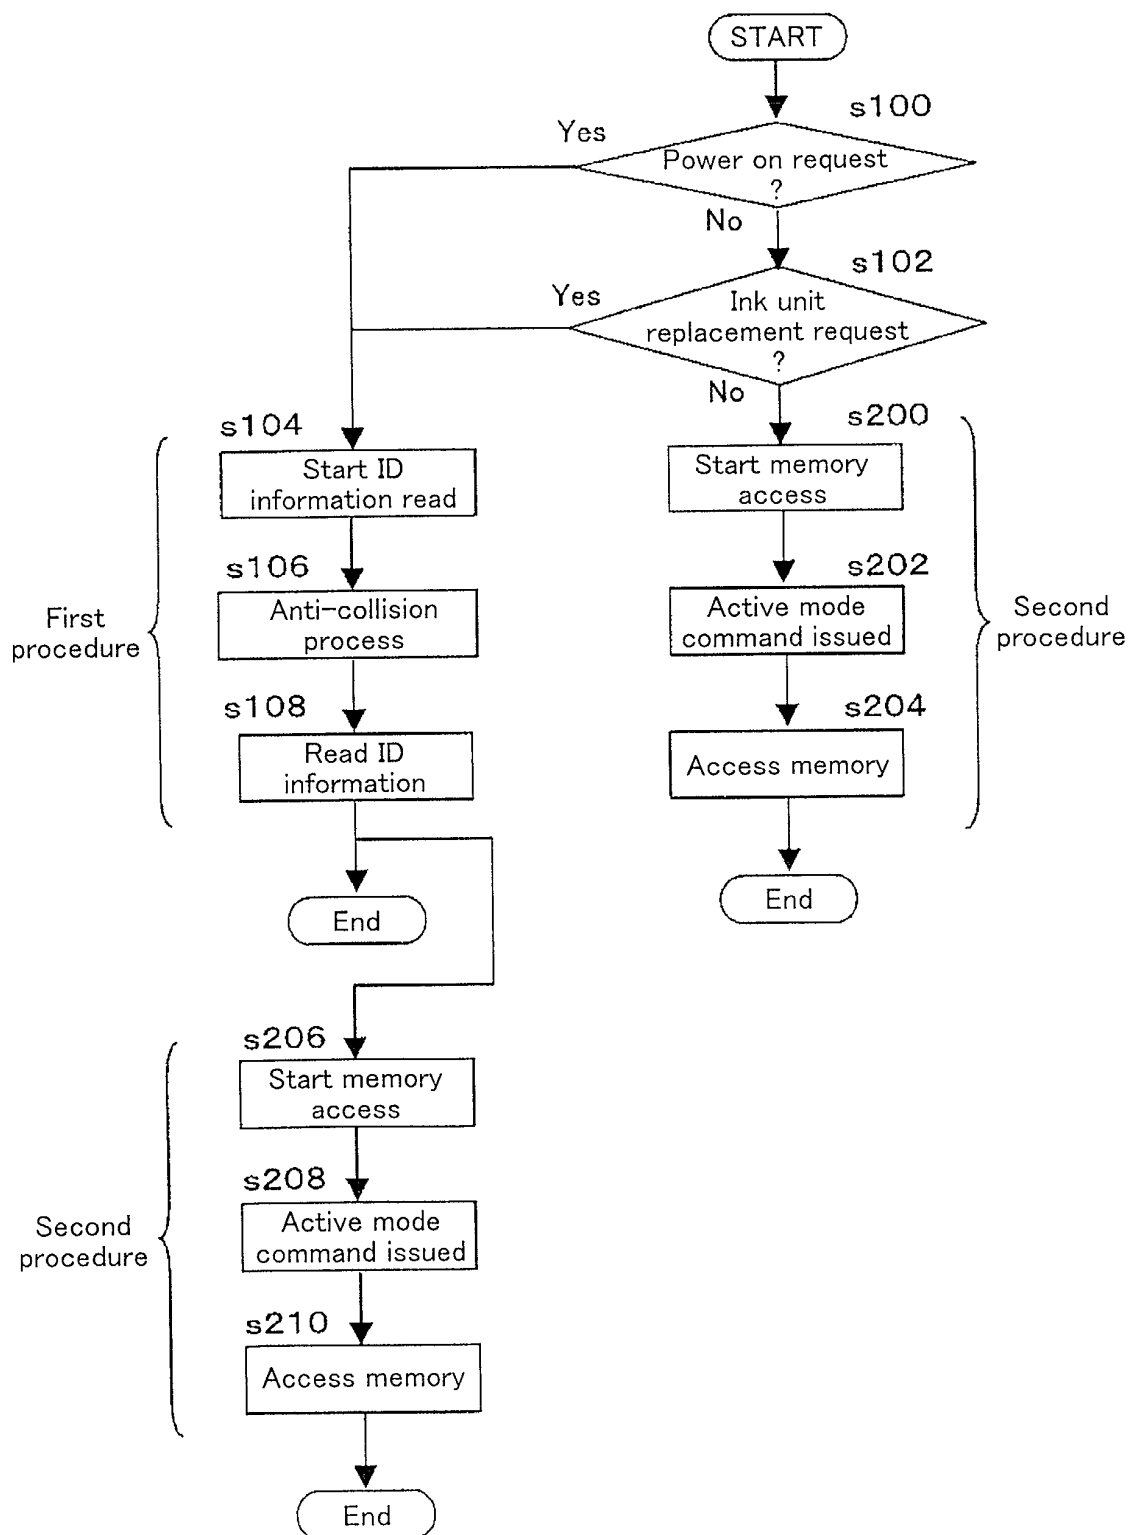 START
s100
Yes
Power on request
?
No
s102
Yes
Ink unit
replacement request
?
No
s104
Start ID
information read
s106
Anti-collision
process
s108
Read ID
information
First
procedure
End
s200
Start memory
access
s202
Active mode
command issued
s204
Access memory
Second
procedure
End
s206
Start memory
access
s208
Active mode
command issued
s210
Access memory
Second
procedure
End